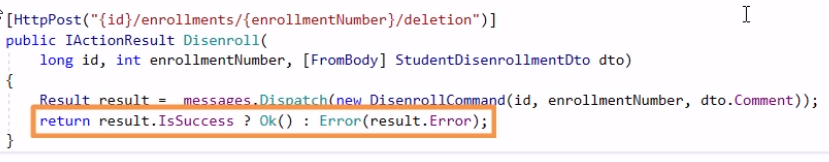 [HttpPost("{id}/enrollments/{enrollmentNumber}/deletion")]
public IActionResult Disenroll(
    long id, int enrollmentNumber, [FromBody] StudentDisenrollmentDto dto)
{
    Result result = _messages.Dispatch(new DisenrollCommand(id, enrollmentNumber, dto.Comment));
    return result.IsSuccess ? Ok() : Error(result.Error);
}